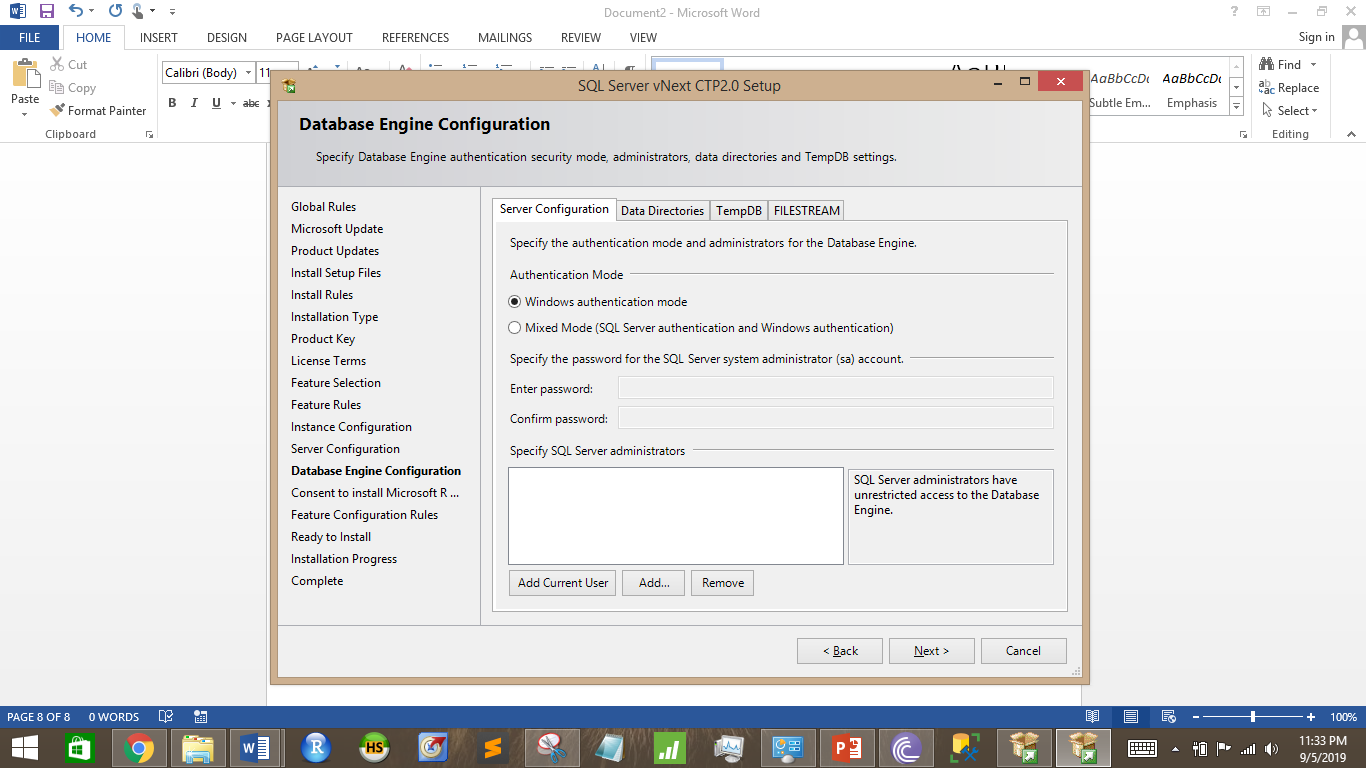 Document2 - Microsoft Word
FILE HOME INSERT DESIGN PAGE LAYOUT REFERENCES MAILINGS REVIEW VIEW Sign in
Paste
Cut
Copy
Format Painter
Clipboard
Calibri (Body) 11
B I U abc
AaBbCcDc AaBbCcDc
Subtle Em... Emphasis
Find
Replace
Select
Editing
SQL Server vNext CTP2.0 Setup
Database Engine Configuration
Specify Database Engine authentication security mode, administrators, data directories and TempDB settings.
Global Rules
Microsoft Update
Product Updates
Install Setup Files
Install Rules
Installation Type
Product Key
License Terms
Feature Selection
Feature Rules
Instance Configuration
Server Configuration
Database Engine Configuration
Consent to install Microsoft R ...
Feature Configuration Rules
Ready to Install
Installation Progress
Complete
Server Configuration Data Directories TempDB FILESTREAM
Specify the authentication mode and administrators for the Database Engine.
Authentication Mode
Windows authentication mode
Mixed Mode (SQL Server authentication and Windows authentication)
Specify the password for the SQL Server system administrator (sa) account.
Enter password:
Confirm password:
Specify SQL Server administrators
SQL Server administrators have
unrestricted access to the Database
Engine.
Add Current User Add... Remove
< Back Next > Cancel
PAGE 8 OF 8 0 WORDS 100%
11:33 PM
9/5/2019